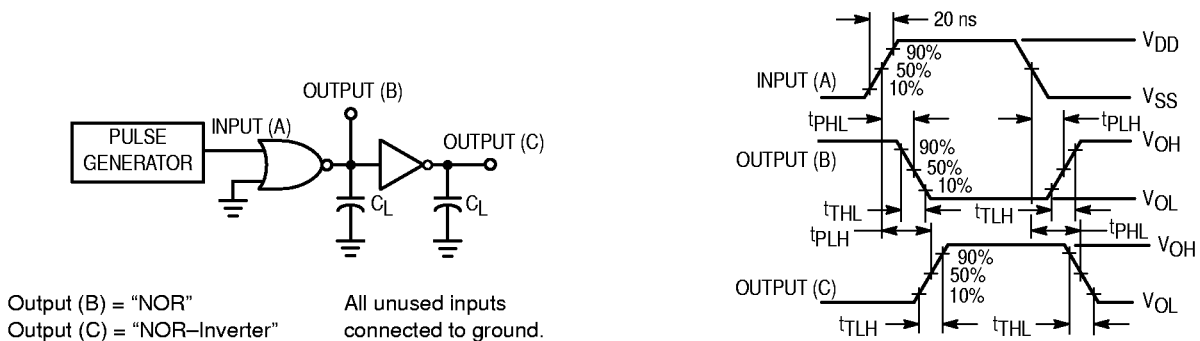 PULSE
GENERATOR
INPUT (A)
OUTPUT (B)
OUTPUT (C)
CL
CL
Output (B) = “NOR”
Output (C) = “NOR–Inverter”
All unused inputs
connected to ground.
20 ns
INPUT (A)
90%
50%
10%
VDD
VSS
tPHL
tPLH
OUTPUT (B)
90%
50%
10%
VOH
VOL
tTHL
tTLH
tPLH
tPHL
OUTPUT (C)
90%
50%
10%
VOH
VOL
tTLH
tTHL